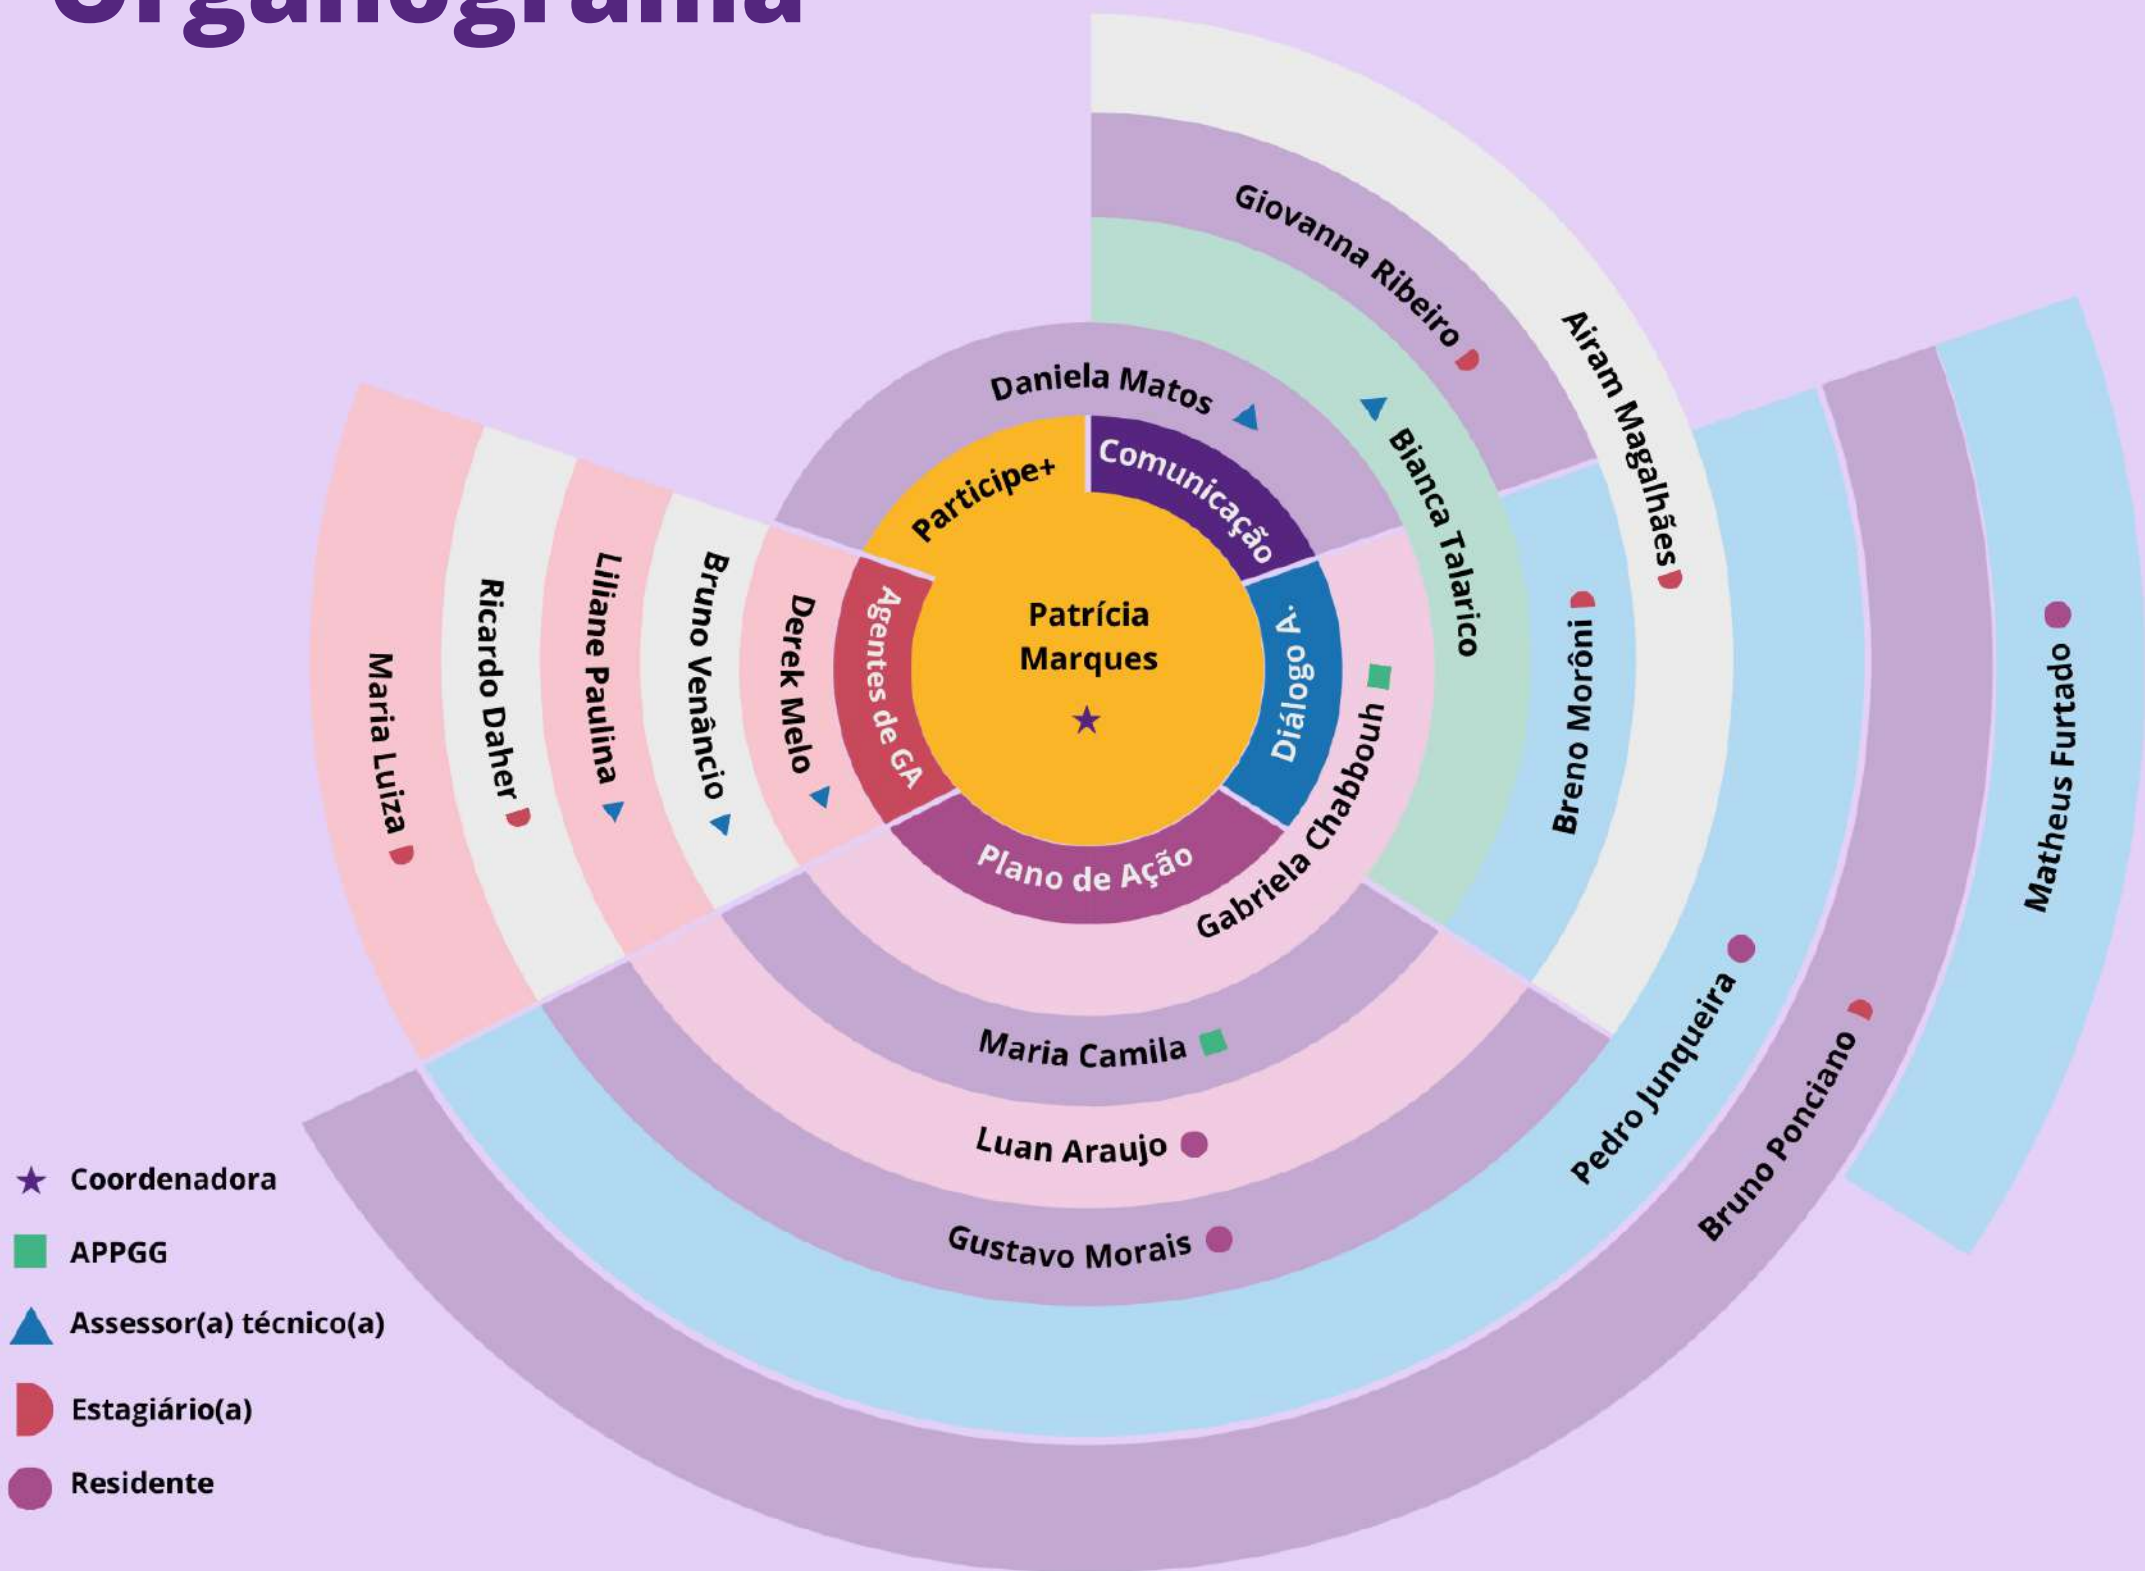 Organograma
Giovanna Ribeiro
Airam Magalhães
Daniela Matos
Bianca Talarico
Comunicação
Participe+
Patrícia
Marques
Diálogo A.
Agentes de GA
Plano de Ação
Derek Melo
Bruno Venâncio
Liliane Paulina
Ricardo Daher
Maria Luiza
Gabriela Chabbouh
Breno Morôni
Matheus Furtado
Pedro Junqueira
Bruno Ponciano
Maria Camila
Luan Araujo
Gustavo Morais
Coordenadora
APPGG
Assessor(a) técnico(a)
Estagiário(a)
Residente